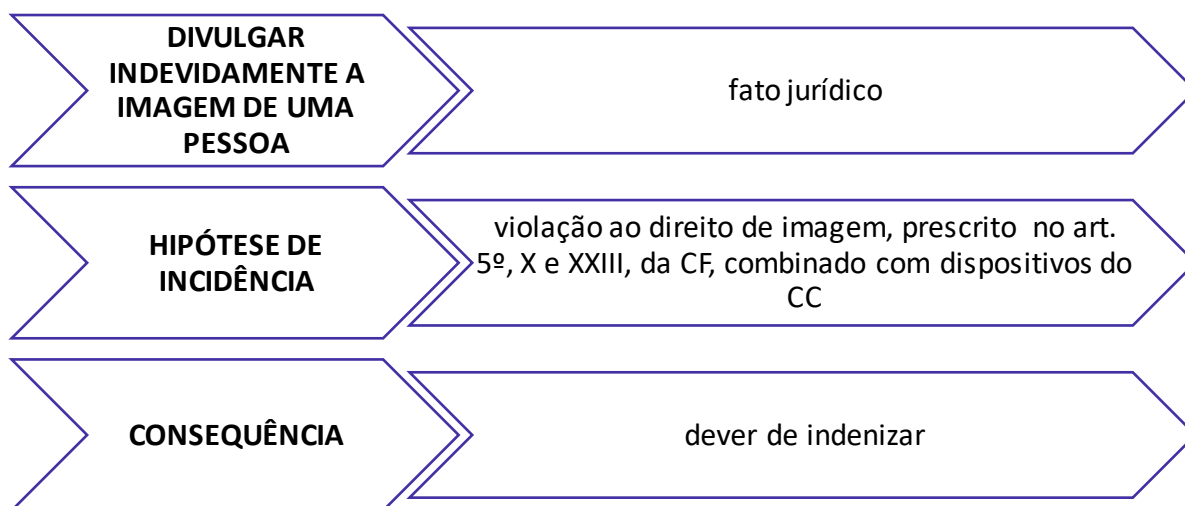 DIVULGAR
INDEVIDAMENTE A
IMAGEM DE UMA
PESSOA
fato jurídico
HIPÓTESE DE
INCIDÊNCIA
violação ao direito de imagem, prescrito no art.
5º, X e XXIII, da CF, combinado com dispositivos do
CC
CONSEQUÊNCIA
dever de indenizar